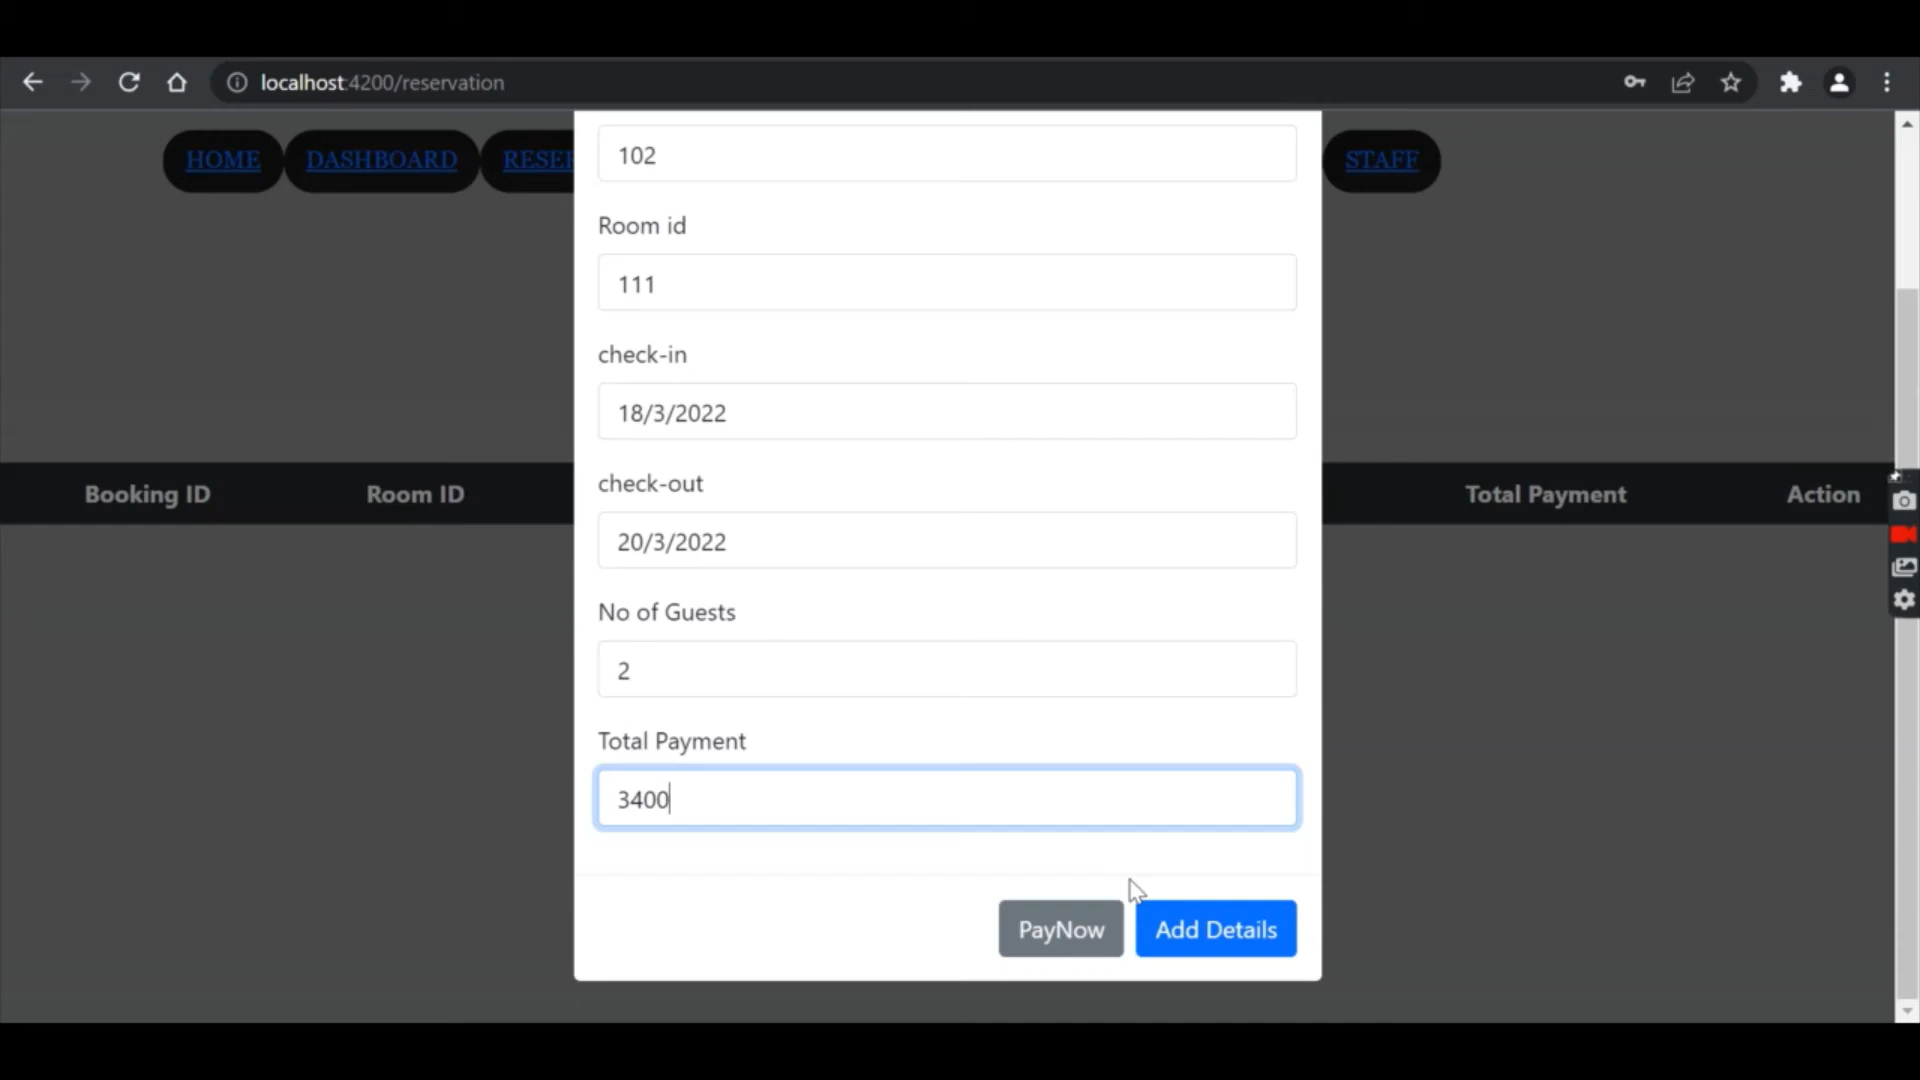 localhost:4200/reservation
HOME DASHBOARD STAFF
102
Room id
111
check-in
18/3/2022
Booking ID Room ID Total Payment Action
check-out
20/3/2022
No of Guests
2
Total Payment
3400
PayNow Add Details